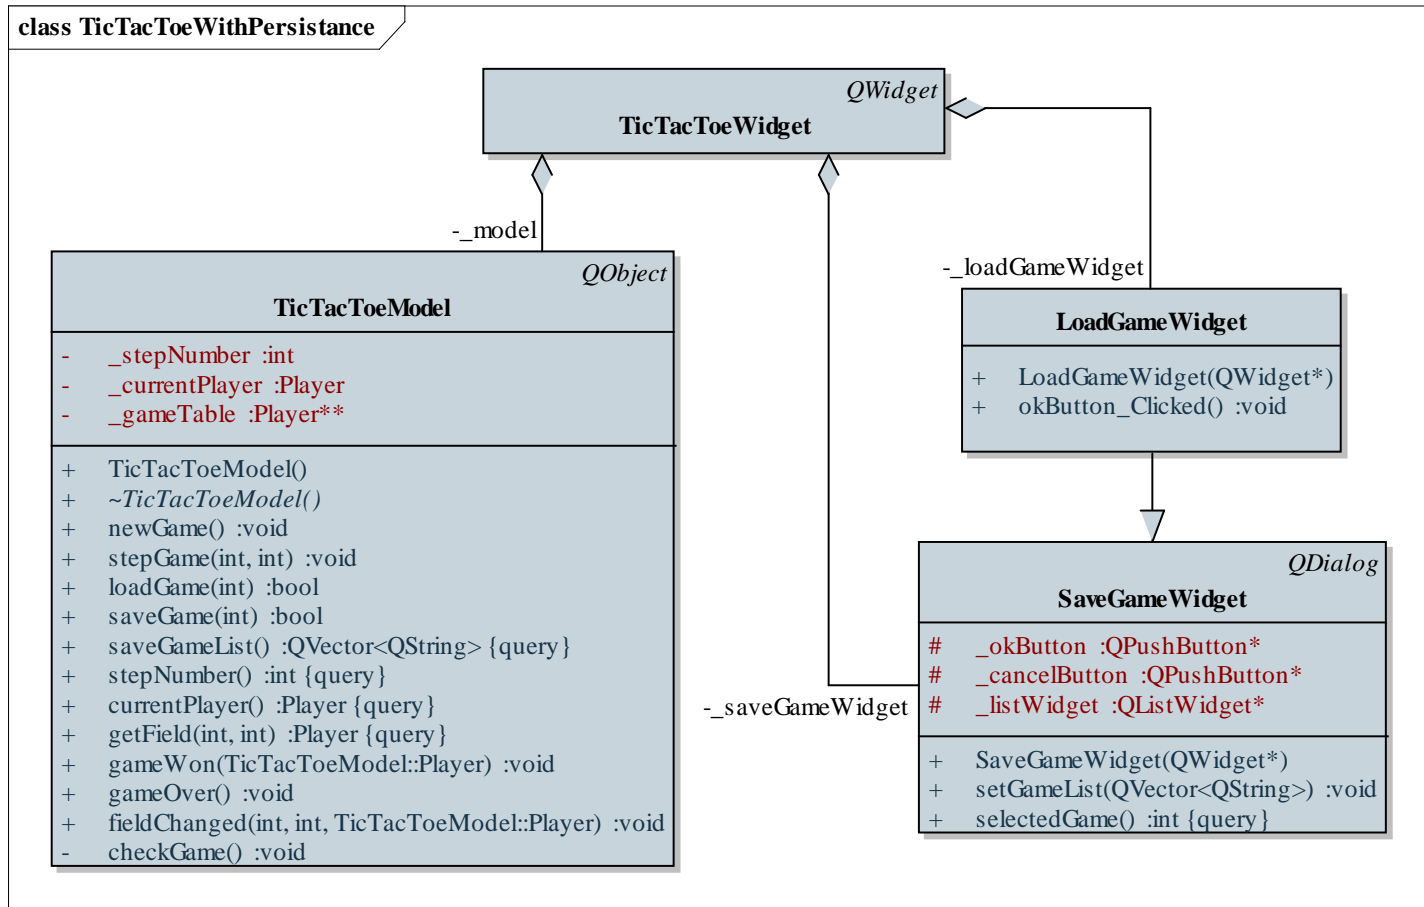 class TicTacToeWithPersistance
QWidget
TicTacToeWidget
-_model
QObject
TicTacToeModel
- _stepNumber :int
- _currentPlayer :Player
- _gameTable :Player**
+ TicTacToeModel()
+ ~TicTacToeModel()
+ newGame() :void
+ stepGame(int, int) :void
+ loadGame(int) :bool
+ saveGame(int) :bool
+ saveGameList() :QVector<QString> {query}
+ stepNumber() :int {query}
+ currentPlayer() :Player {query}
+ getField(int, int) :Player {query}
+ gameWon(TicTacToeModel::Player) :void
+ gameOver() :void
+ fieldChanged(int, int, TicTacToeModel::Player) :void
- checkGame() :void
-_loadGameWidget
LoadGameWidget
+ LoadGameWidget(QWidget*)
+ okButton_Clicked() :void
-_saveGameWidget
QDialog
SaveGameWidget
# _okButton :QPushButton*
# _cancelButton :QPushButton*
# _listWidget :QListWidget*
+ SaveGameWidget(QWidget*)
+ setGameList(QVector<QString>) :void
+ selectedGame() :int {query}